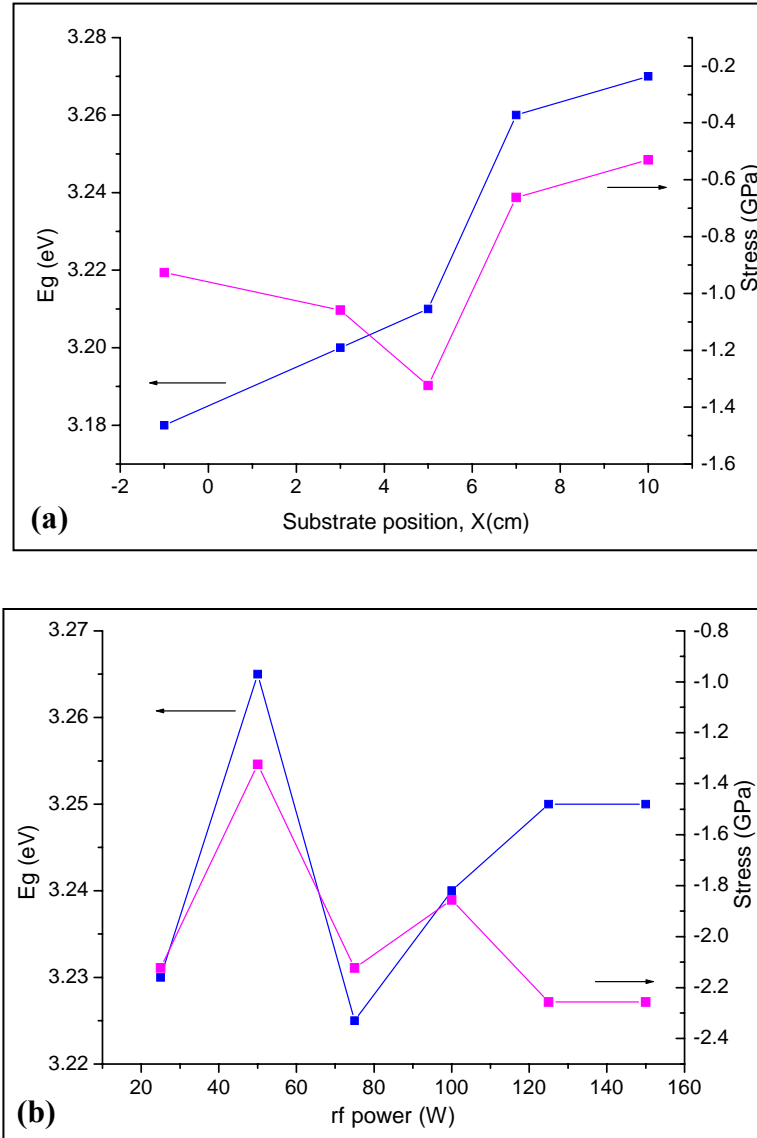 3.28
3.26
3.24
3.22
3.20
3.18
Eg (eV)
-0.2
-0.4
-0.6
-0.8
-1.0
-1.2
-1.4
-1.6
Stress (GPa)
-2 0 2 4 6 8 10
Substrate position, X(cm)
(a)
3.27
3.26
3.25
3.24
3.23
3.22
Eg (eV)
-0.8
-1.0
-1.2
-1.4
-1.6
-1.8
-2.0
-2.2
-2.4
Stress (GPa)
20 40 60 80 100 120 140 160
rf power (W)
(b)